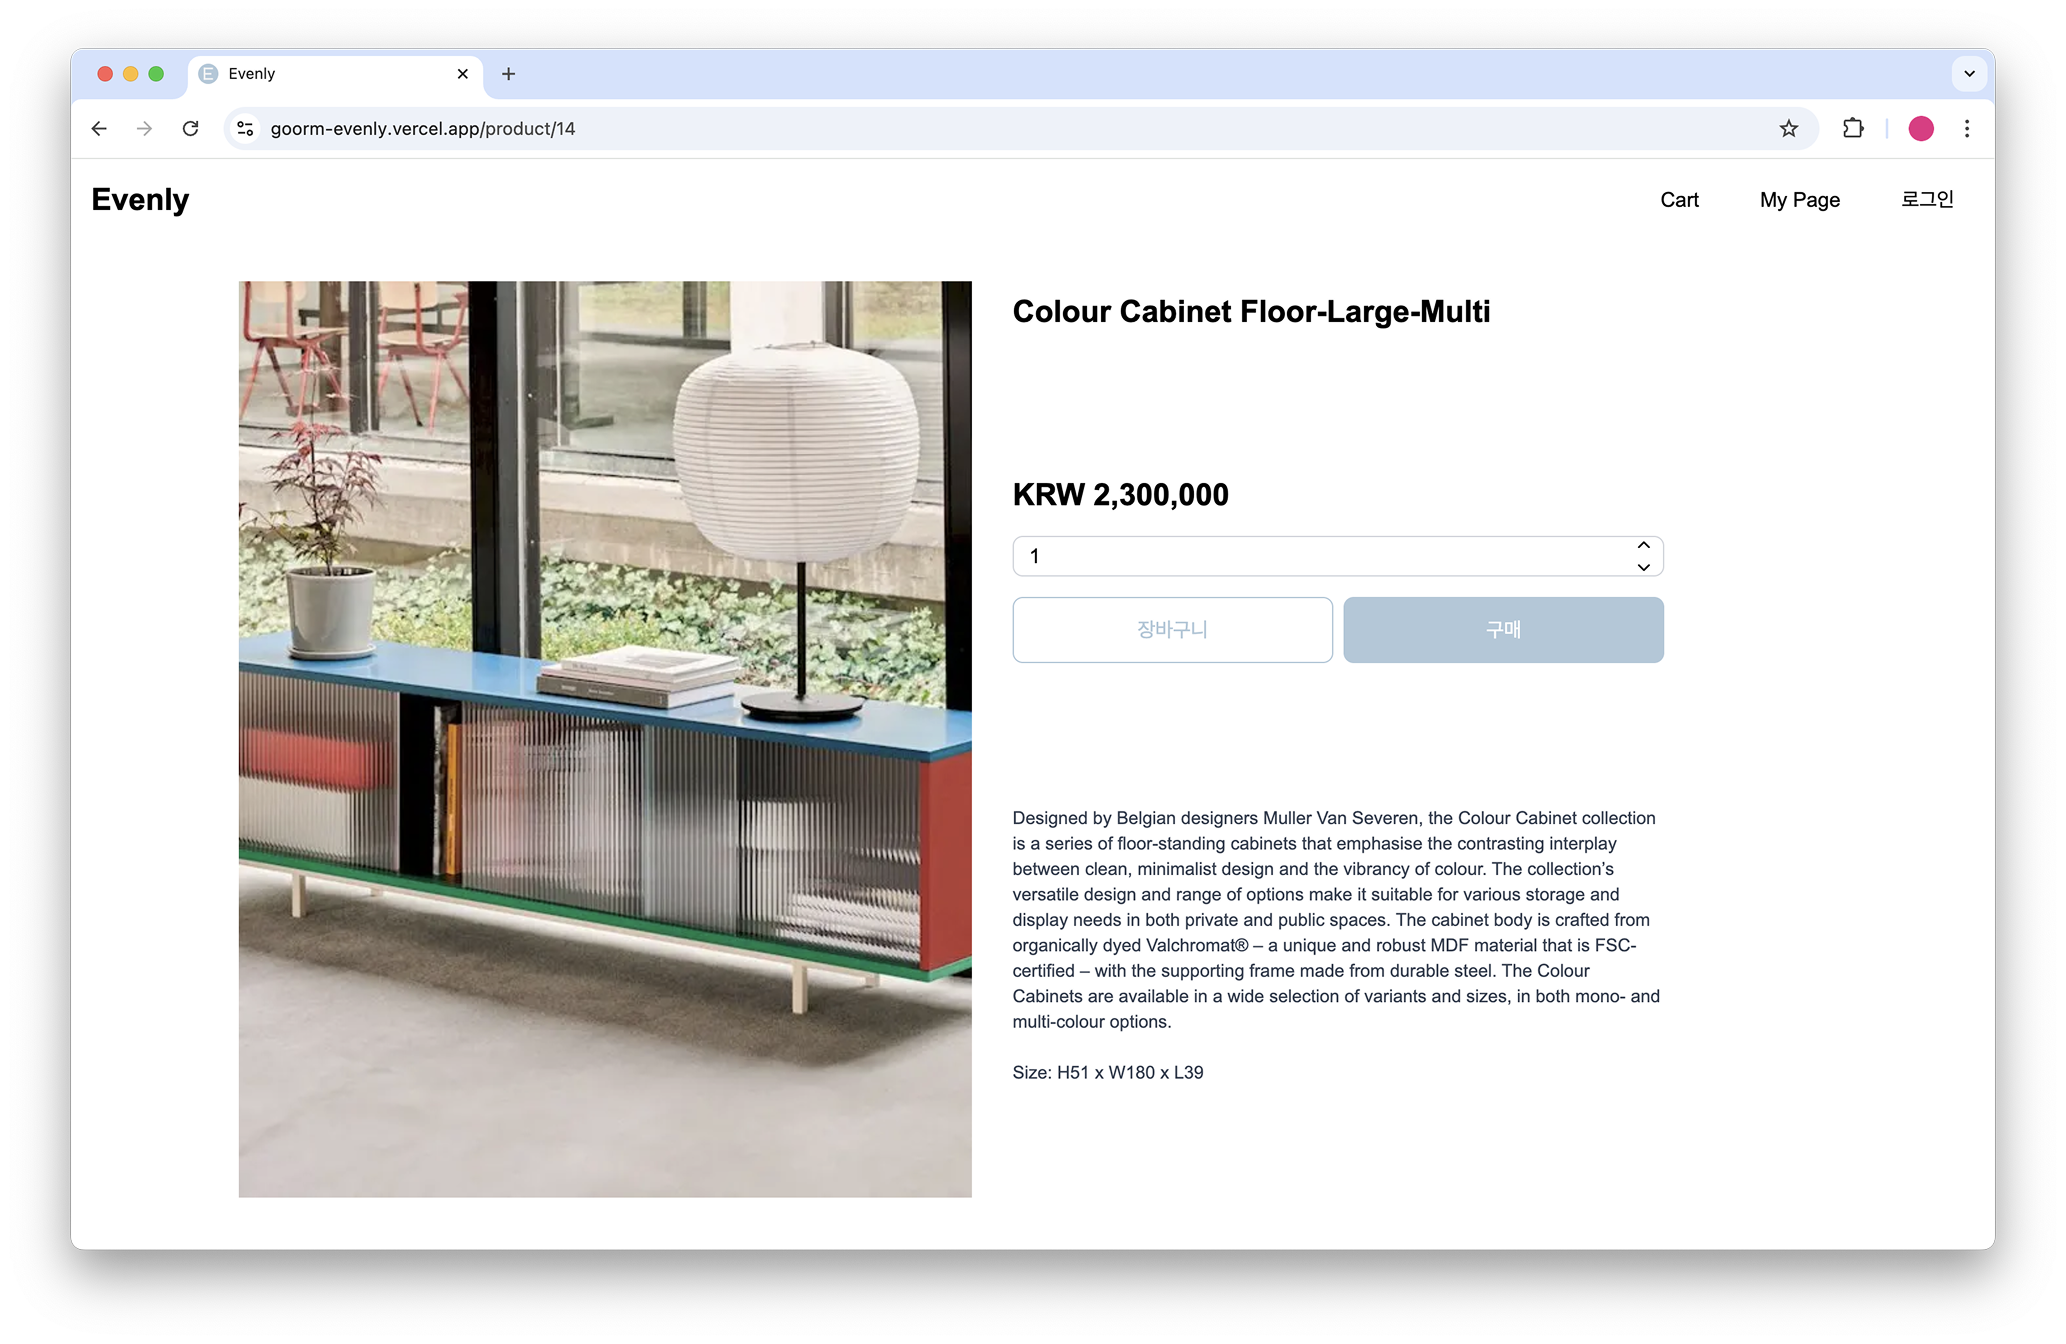 Evenly
goorm-evenly.vercel.app/product/14
Evenly
Cart
My Page
로그인
Colour Cabinet Floor-Large-Multi
KRW 2,300,000
1
장바구니
구매
Designed by Belgian designers Muller Van Severen, the Colour Cabinet collection
is a series of floor-standing cabinets that emphasise the contrasting interplay
between clean, minimalist design and the vibrancy of colour. The collection’s
versatile design and range of options make it suitable for various storage and
display needs in both private and public spaces. The cabinet body is crafted from
organically dyed Valchromat® – a unique and robust MDF material that is FSC-
certified – with the supporting frame made from durable steel. The Colour
Cabinets are available in a wide selection of variants and sizes, in both mono- and
multi-colour options.
Size: H51 x W180 x L39